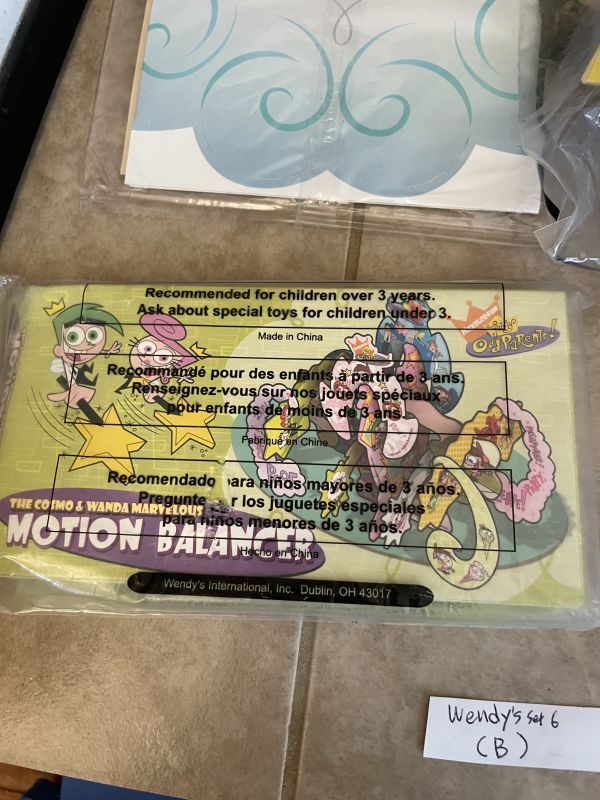 Recommended for children over 3 years.
Ask about special toys for children under 3.
Made in China
NICKELODEON
OddParents!
Recommandé pour des enfants à partir de 3 ans.
Renseignez-vous sur nos jouets spéciaux
pour enfants de moins de 3 ans.
Fabriqué en Chine
Recomendado para niños mayores de 3 años.
Pregunte por los juguetes especiales
para niños menores de 3 años.
Hecho en China
THE COSMO & WANDA MARVELOUS
MOTION BALANCER
Wendy's International, Inc. Dublin, OH 43017
Wendy's set 6
(B)